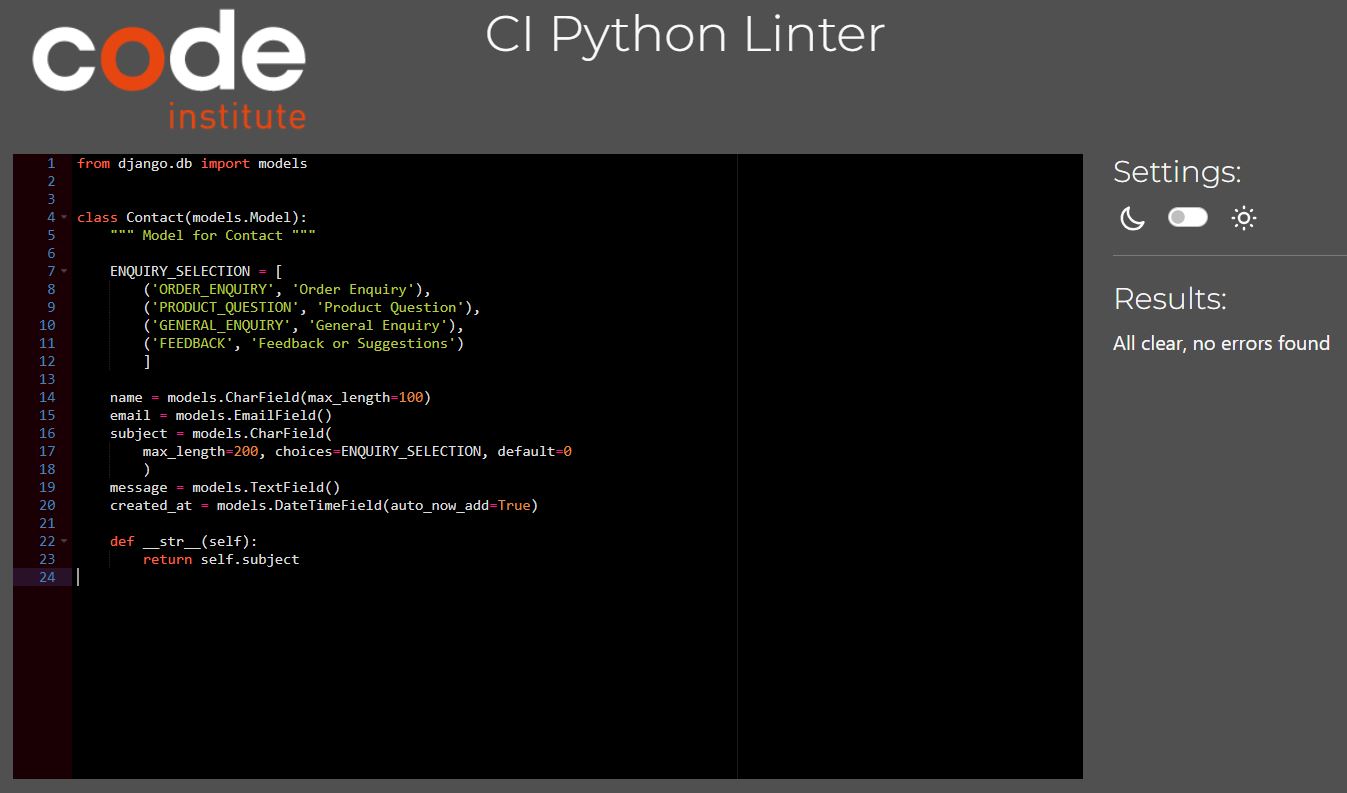 code
institute
CI Python Linter
1 from django.db import models
2
3
4 class Contact(models.Model):
5     """ Model for Contact """
6
7     ENQUIRY_SELECTION = [
8         ('ORDER_ENQUIRY', 'Order Enquiry'),
9         ('PRODUCT_QUESTION', 'Product Question'),
10         ('GENERAL_ENQUIRY', 'General Enquiry'),
11         ('FEEDBACK', 'Feedback or Suggestions')
12         ]
13
14     name = models.CharField(max_length=100)
15     email = models.EmailField()
16     subject = models.CharField(
17         max_length=200, choices=ENQUIRY_SELECTION, default=0
18         )
19     message = models.TextField()
20     created_at = models.DateTimeField(auto_now_add=True)
21
22     def __str__(self):
23         return self.subject
24
Settings:
Results:
All clear, no errors found